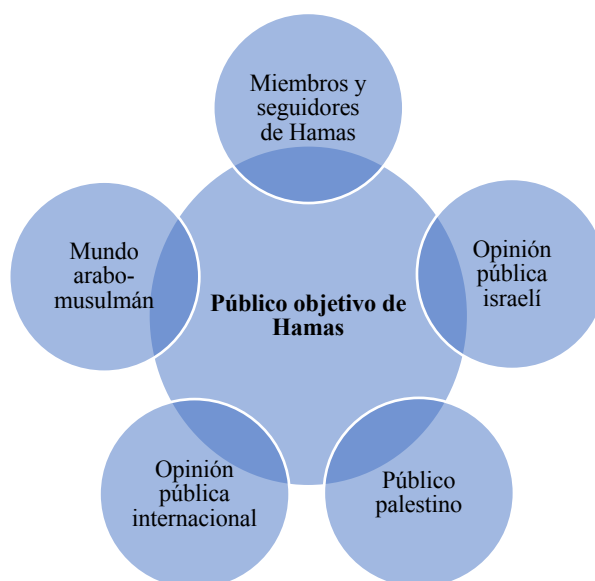 Miembros y
seguidores
de Hamas
Opinión
pública
israelí
Público
palestino
Opinión
pública
internacional
Mundo
arabo-
musulmán
Público objetivo de
Hamas